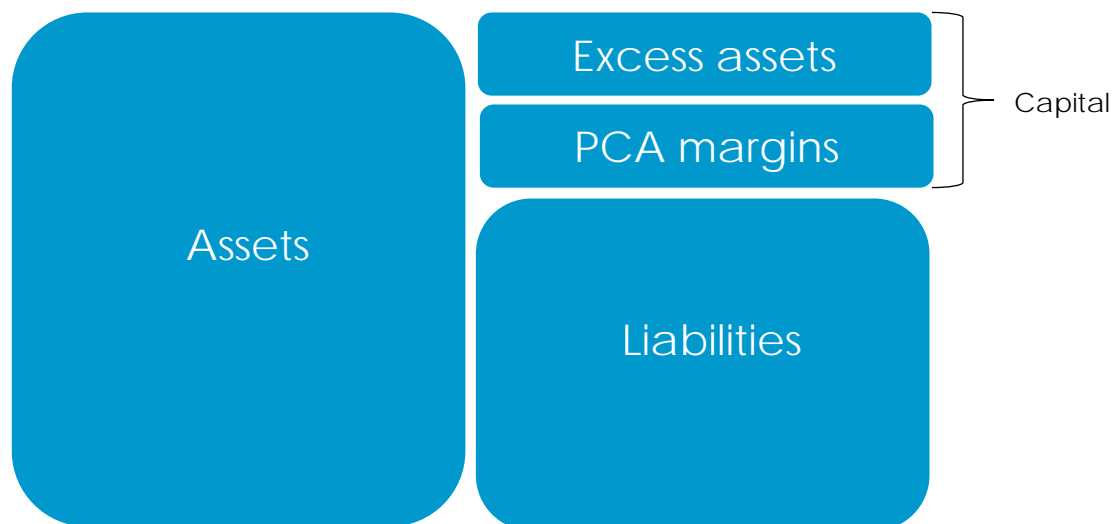 Excess assets
Capital
PCA margins
Assets
Liabilities